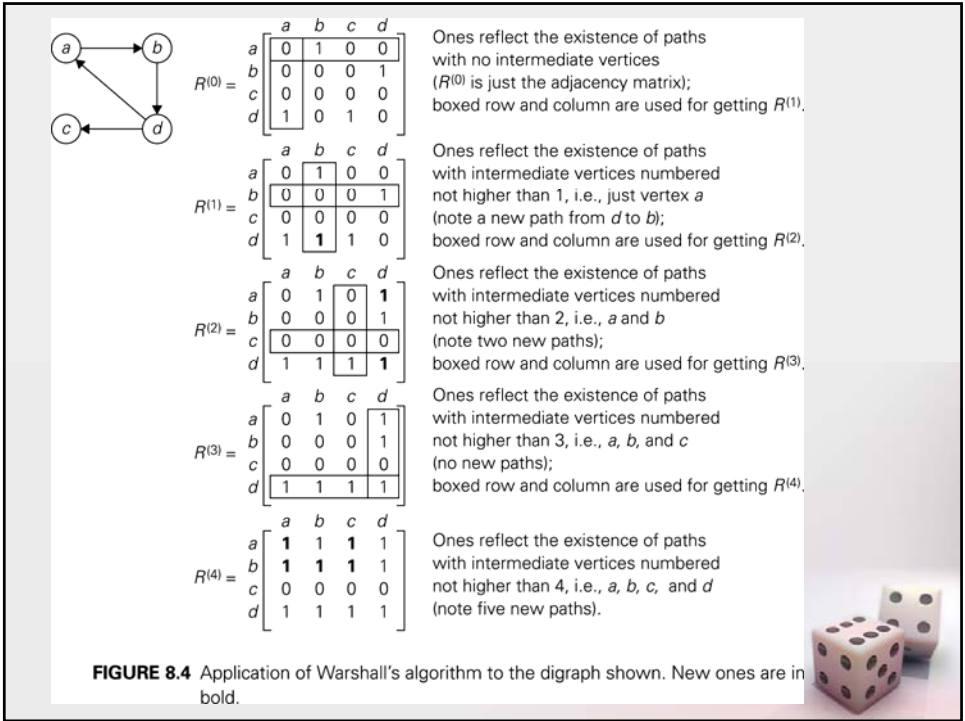 a b
c d
a b c d
a 0 1 0 0
R(0) = b 0 0 0 1
c 0 0 0 0
d 1 0 1 0
Ones reflect the existence of paths
with no intermediate vertices
(R(0) is just the adjacency matrix);
boxed row and column are used for getting R(1).
a b c d
a 0 1 0 0
R(1) = b 0 0 0 1
c 0 0 0 0
d 1 1 1 0
Ones reflect the existence of paths
with intermediate vertices numbered
not higher than 1, i.e., just vertex a
(note a new path from d to b);
boxed row and column are used for getting R(2).
a b c d
a 0 1 0 1
R(2) = b 0 0 0 1
c 0 0 0 0
d 1 1 1 1
Ones reflect the existence of paths
with intermediate vertices numbered
not higher than 2, i.e., a and b
(note two new paths);
boxed row and column are used for getting R(3).
a b c d
a 0 1 0 1
R(3) = b 0 0 0 1
c 0 0 0 0
d 1 1 1 1
Ones reflect the existence of paths
with intermediate vertices numbered
not higher than 3, i.e., a, b, and c
(no new paths);
boxed row and column are used for getting R(4).
a b c d
a 1 1 1 1
R(4) = b 1 1 1 1
c 0 0 0 0
d 1 1 1 1
Ones reflect the existence of paths
with intermediate vertices numbered
not higher than 4, i.e., a, b, c, and d
(note five new paths).
FIGURE 8.4 Application of Warshall's algorithm to the digraph shown. New ones are in
bold.